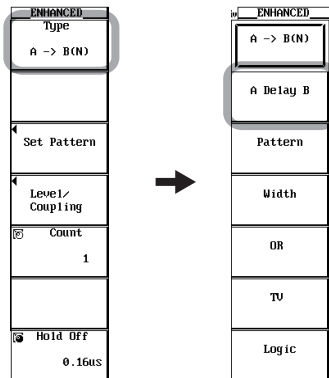 ENHANCED
Type
A -> B(N)
Set Pattern
Level/
Coupling
Count
1
Hold Off
0.16us
ENHANCED
A -> B(N)
A Delay B
Pattern
Width
OR
TV
Logic